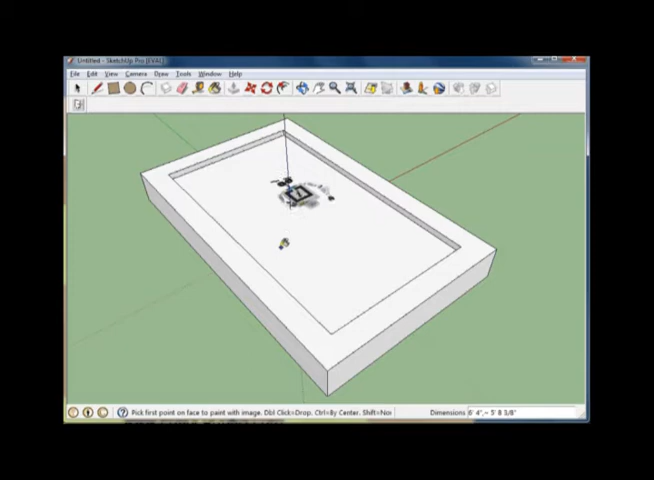 Untitled - SketchUp Pro [EVAL]
File Edit View Camera Draw Tools Window Help
Pick first point on face to paint with image. Dbl Click=Drop. Ctrl=By Center. Shift=Nor
Dimensions 6' 4",~ 5' 8 3/8"